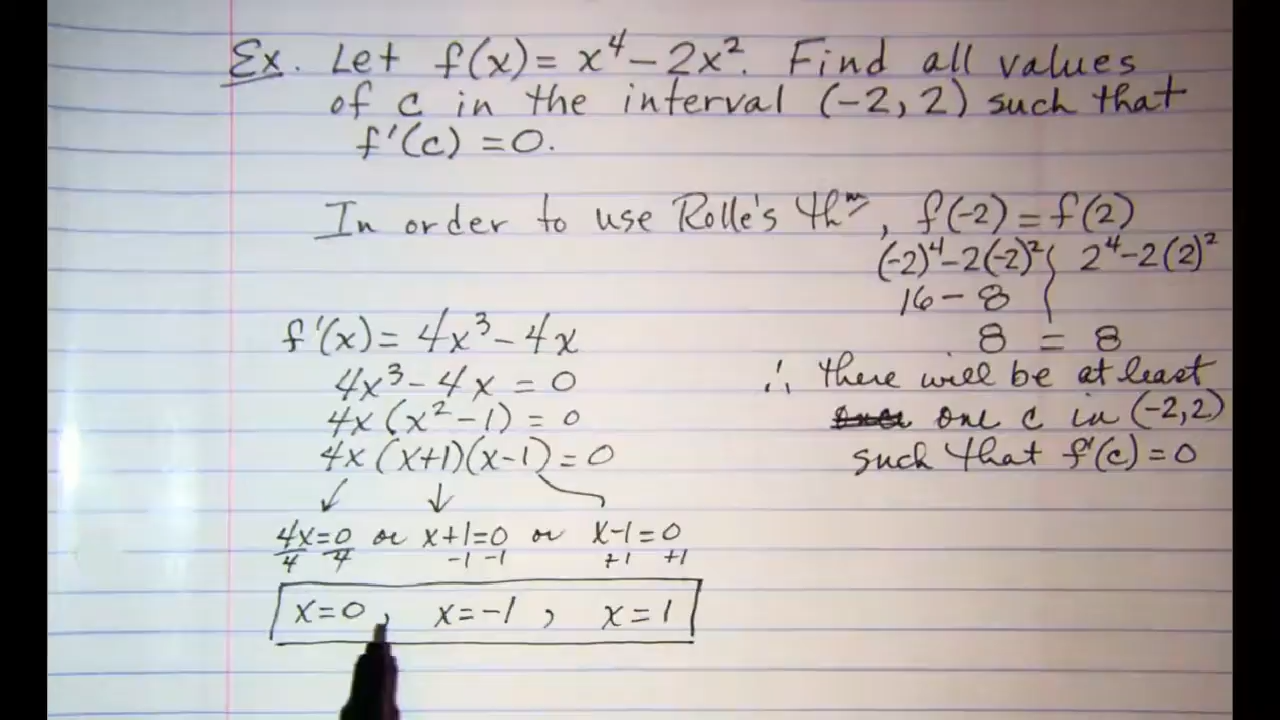 Ex. Let f(x) = x⁴ − 2x². Find all values
of c in the interval (−2, 2) such that
f'(c) = 0.
In order to use Rolle's Thᵐ, f(−2) = f(2)
(−2)⁴ − 2(−2)² { 2⁴ − 2(2)²
16 − 8
8 = 8
∴ there will be at least
one c in (−2, 2)
such that f'(c) = 0
f'(x) = 4x³ − 4x
4x³ − 4x = 0
4x(x² − 1) = 0
4x(x+1)(x−1) = 0
4x=0 or x+1=0 or x−1=0
4 4 −1 −1 +1 +1
x=0, x=−1, x=1